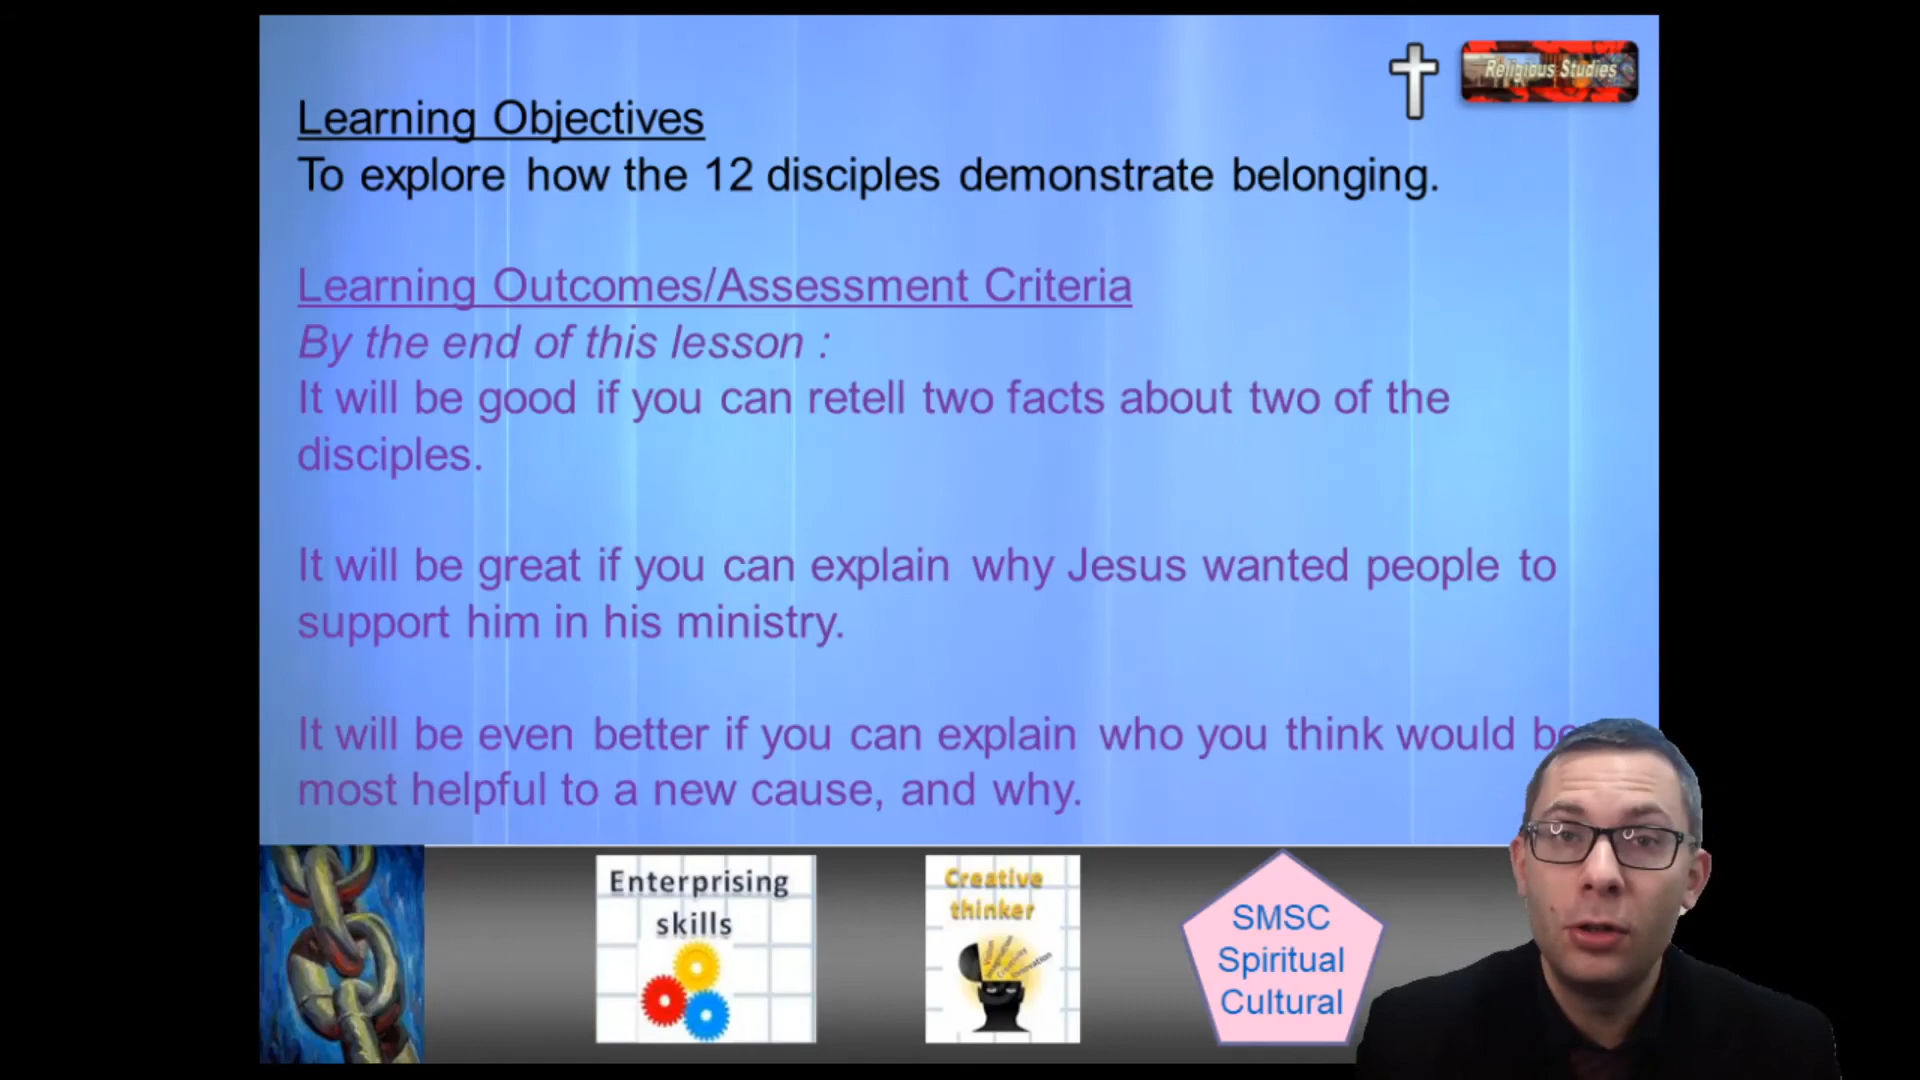 Religious Studies
Learning Objectives
To explore how the 12 disciples demonstrate belonging.
Learning Outcomes/Assessment Criteria
By the end of this lesson :
It will be good if you can retell two facts about two of the
disciples.
It will be great if you can explain why Jesus wanted people to
support him in his ministry.
It will be even better if you can explain who you think would be
most helpful to a new cause, and why.
Enterprising
skills
Creative
thinker
Creativity
Innovation
SMSC
Spiritual
Cultural